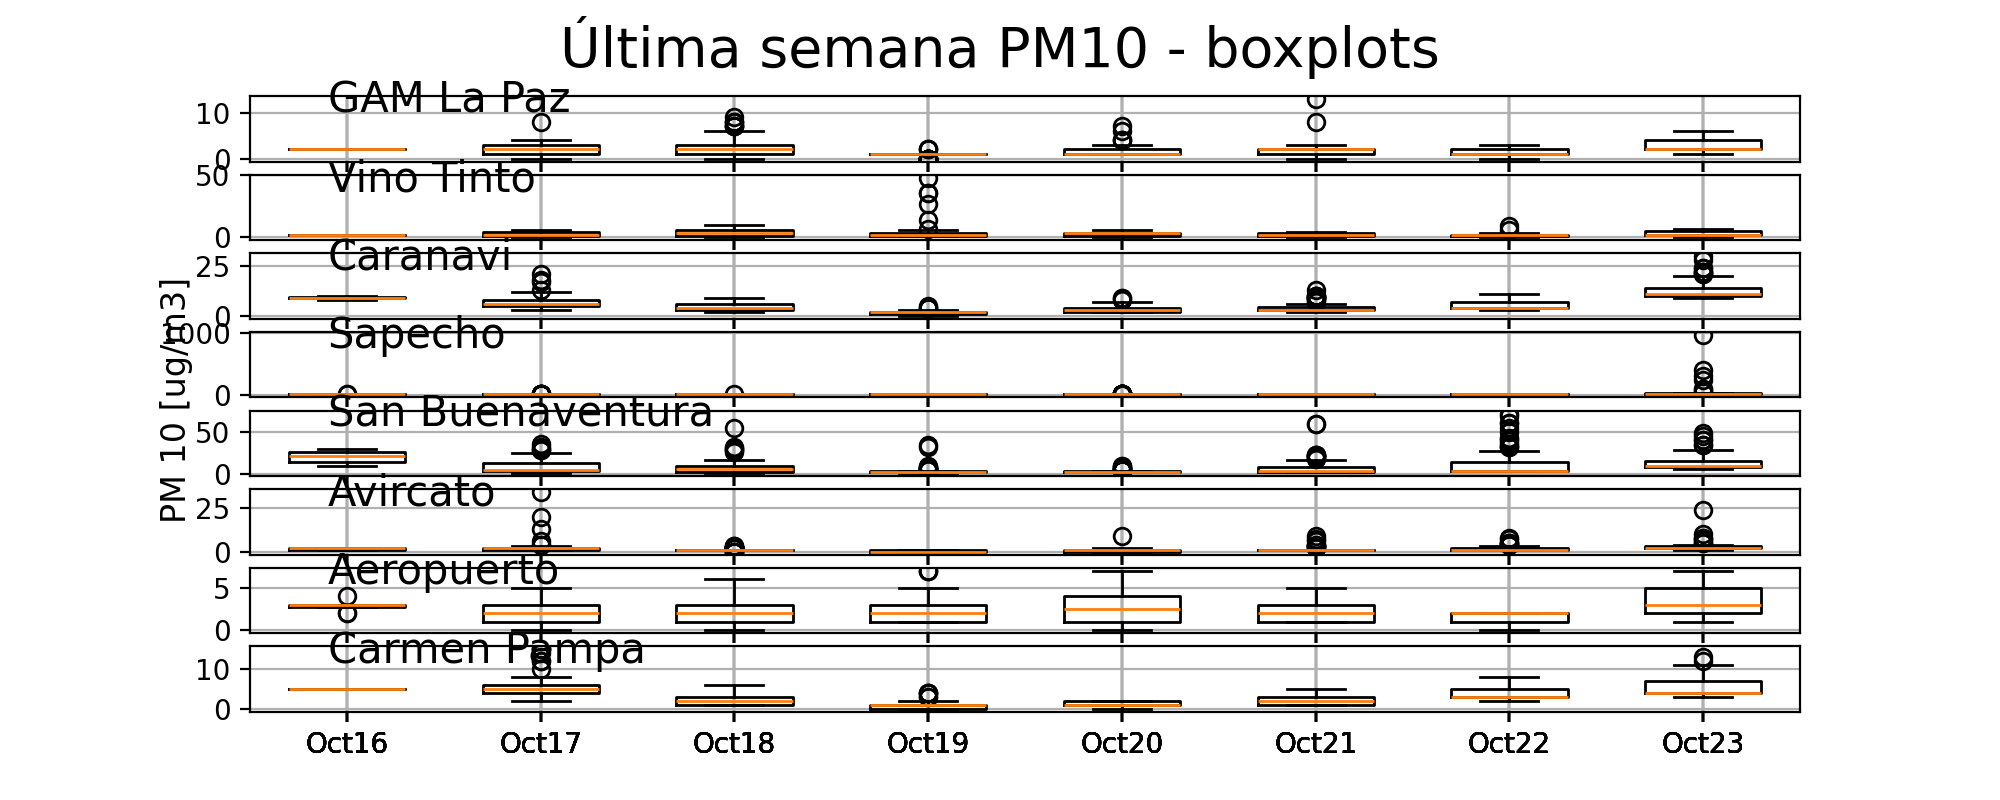 Última semana PM10 - boxplots
GAM La Paz
10
0
Vino Tinto
50
0
Caranavi
25
0
Sapecho
1000
0
San Buenaventura
50
0
Avircato
25
0
Aeropuerto
5
0
Carmen Pampa
10
0
PM 10 [ug/m3]
Oct16 Oct17 Oct18 Oct19 Oct20 Oct21 Oct22 Oct23